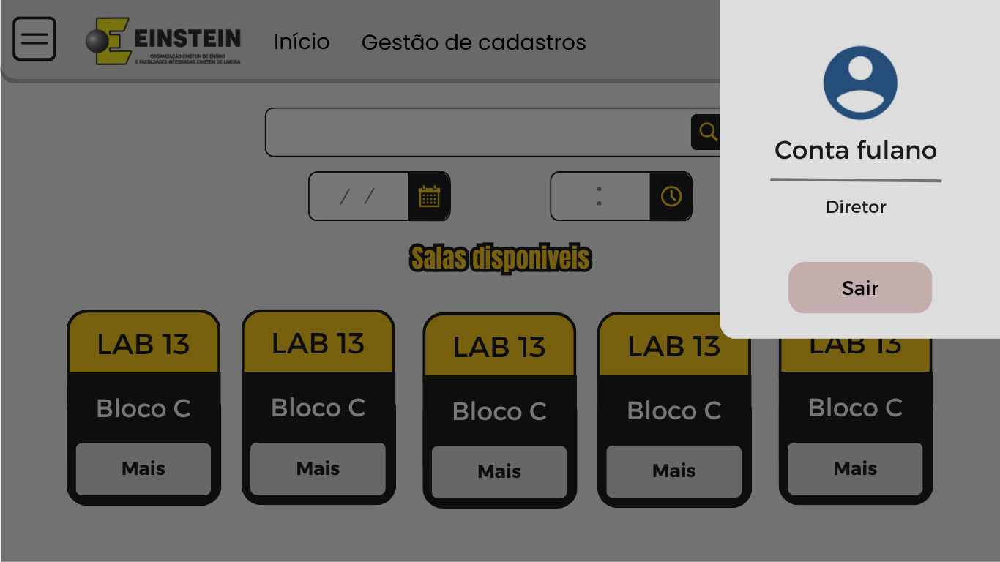 EINSTEIN
ORGANIZAÇÃO EINSTEIN DE ENSINO
E FACULDADES INTEGRADAS EINSTEIN DE LIMEIRA
Início
Gestão de cadastros
Conta fulano
Diretor
Sair
/ /
:
Salas disponiveis
LAB 13
LAB 13
LAB 13
LAB 13
LAB 13
Bloco C
Bloco C
Bloco C
Bloco C
Bloco C
Mais
Mais
Mais
Mais
Mais